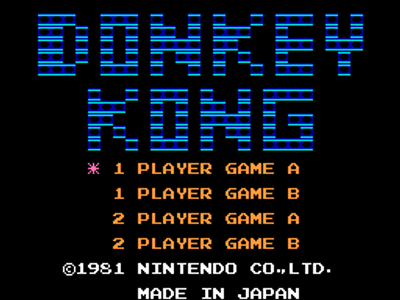 DONKEY
KONG
* 1 PLAYER GAME A
1 PLAYER GAME B
2 PLAYER GAME A
2 PLAYER GAME B
©1981 NINTENDO CO.,LTD.
MADE IN JAPAN